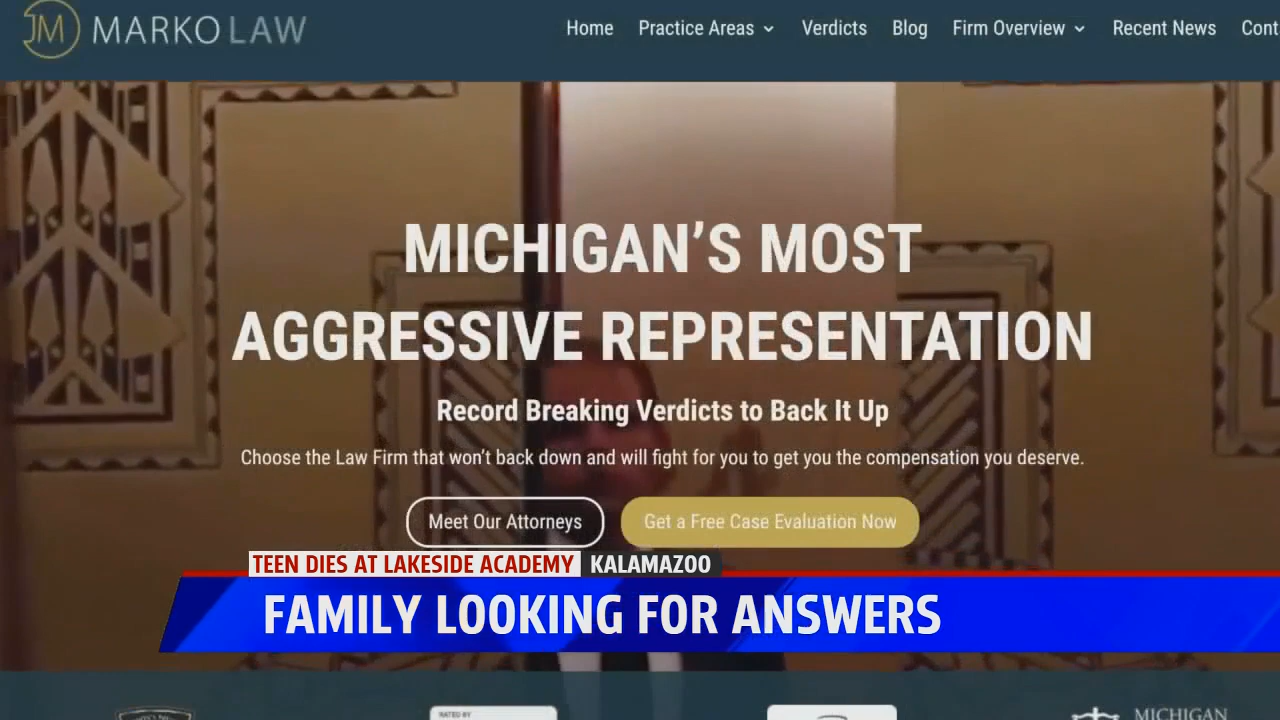 JM MARKO LAW
Home Practice Areas Verdicts Blog Firm Overview Recent News Cont
MICHIGAN'S MOST
AGGRESSIVE REPRESENTATION
Record Breaking Verdicts to Back It Up
Choose the Law Firm that won't back down and will fight for you to get you the compensation you deserve.
Meet Our Attorneys Get a Free Case Evaluation Now
TEEN DIES AT LAKESIDE ACADEMY KALAMAZOO
FAMILY LOOKING FOR ANSWERS
RATED BY
MICHIGAN